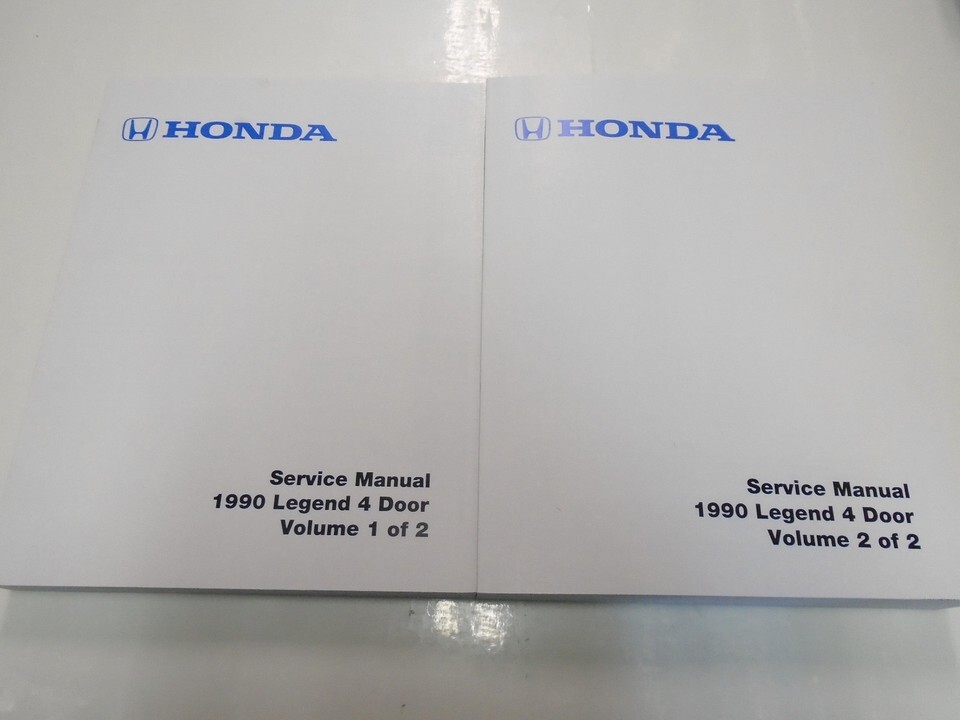 HONDA
Service Manual
1990 Legend 4 Door
Volume 1 of 2
HONDA
Service Manual
1990 Legend 4 Door
Volume 2 of 2